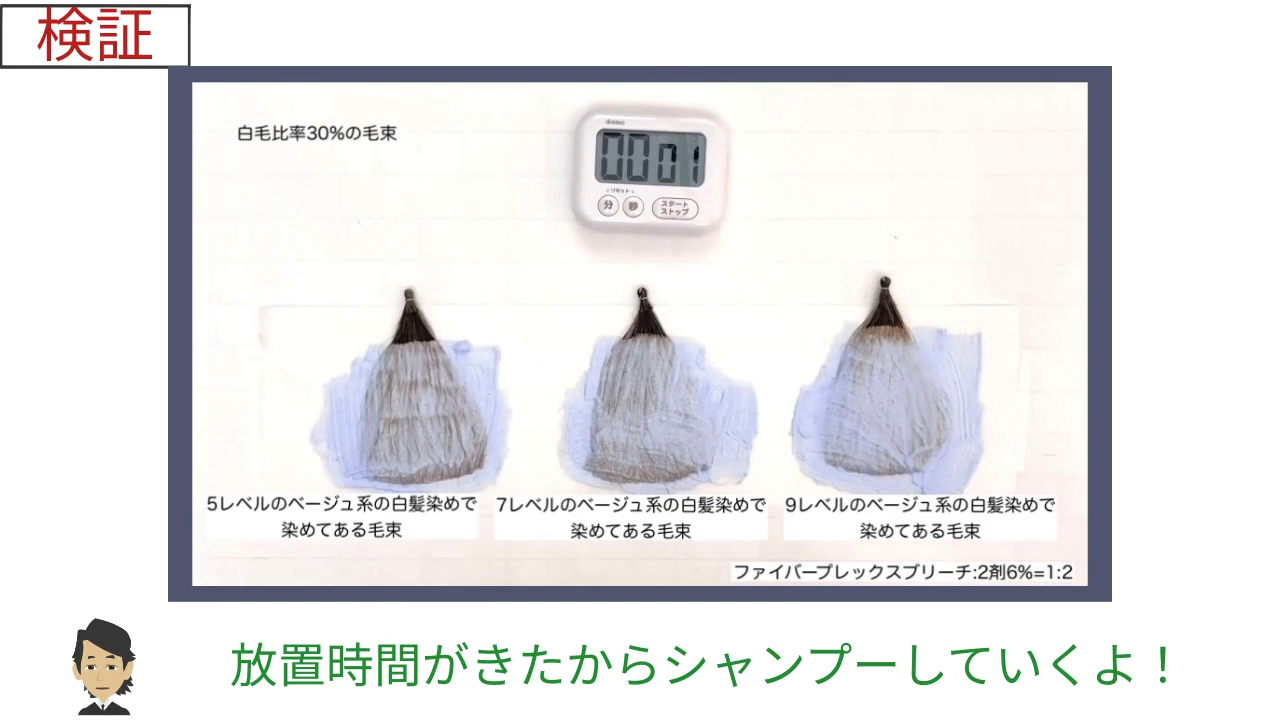 検証
白毛比率30%の毛束
dretec
00 01
リセット
分
秒
スタート
ストップ
5レベルのベージュ系の白髪染めで
染めてある毛束
7レベルのベージュ系の白髪染めで
染めてある毛束
9レベルのベージュ系の白髪染めで
染めてある毛束
ファイバープレックスブリーチ:2剤6%=1:2
放置時間がきたからシャンプーしていくよ！